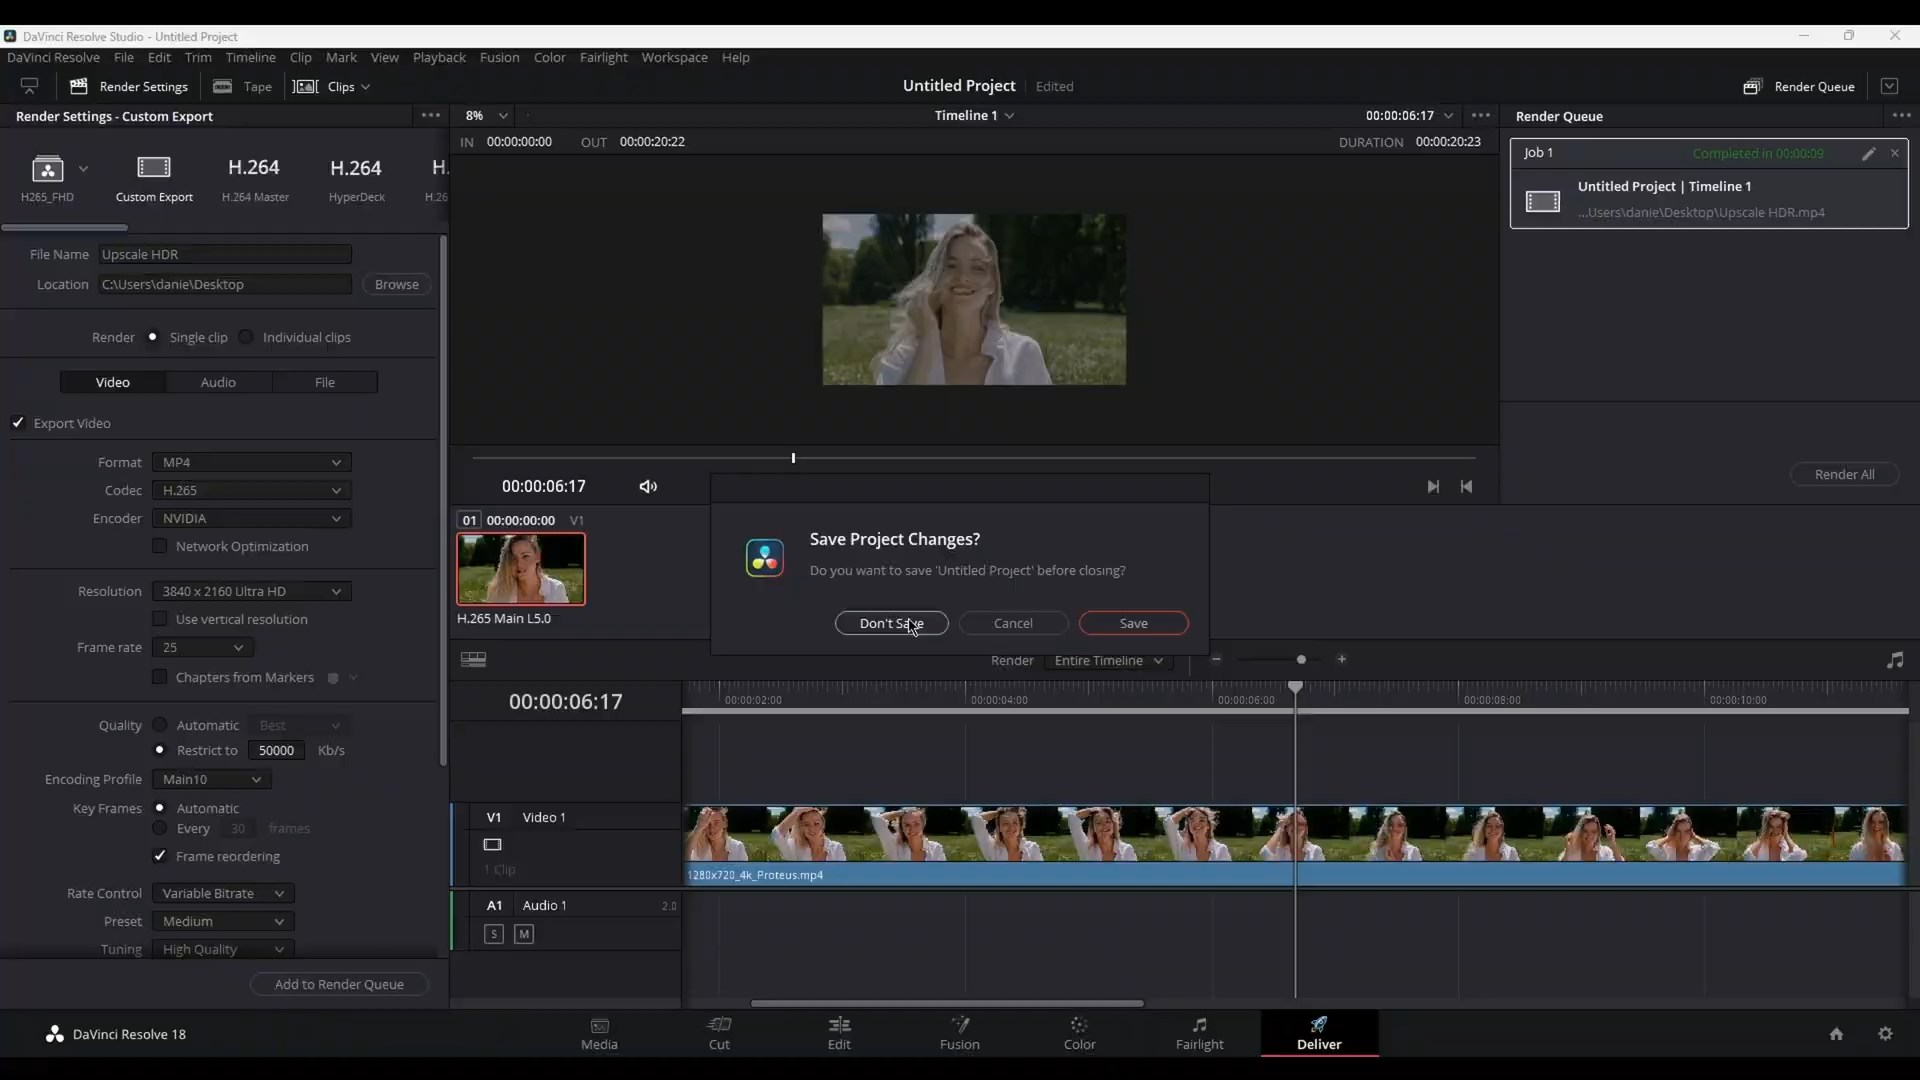 DaVinci Resolve Studio - Untitled Project
DaVinci Resolve File Edit Trim Timeline Clip Mark View Playback Fusion Color Fairlight Workspace Help
Render Settings Tape Clips Untitled Project Edited Render Queue
Render Settings - Custom Export 8% Timeline 1 00:00:06:17 Render Queue
IN 00:00:00:00 OUT 00:00:20:22 DURATION 00:00:20:23
Job 1 Completed in 00:00:09
Untitled Project | Timeline 1
...Users\danie\Desktop\Upscale HDR.mp4
H.264 H.264 H.
H265_FHD Custom Export H.264 Master HyperDeck H.26
File Name Upscale HDR
Location C:\Users\danie\Desktop Browse
Render Single clip Individual clips
Video Audio File
Export Video
Format MP4
Codec H.265
Encoder NVIDIA
Network Optimization
Resolution 3840 x 2160 Ultra HD
Use vertical resolution
Frame rate 25
Chapters from Markers
Quality Automatic Best
Restrict to 50000 Kb/s
Encoding Profile Main10
Key Frames Automatic
Every 30 frames
Frame reordering
Rate Control Variable Bitrate
Preset Medium
Tuning High Quality
Add to Render Queue
00:00:06:17
Render All
01 00:00:00:00 V1
H.265 Main L5.0
Save Project Changes?
Do you want to save 'Untitled Project' before closing?
Don't Save Cancel Save
Render Entire Timeline
00:00:06:17
00:00:02:00 00:00:04:00 00:00:06:00 00:00:08:00 00:00:10:00
V1 Video 1
1 Clip
1280x720_4k_Proteus.mp4
A1 Audio 1 2.0
S M
DaVinci Resolve 18
Media Cut Edit Fusion Color Fairlight Deliver